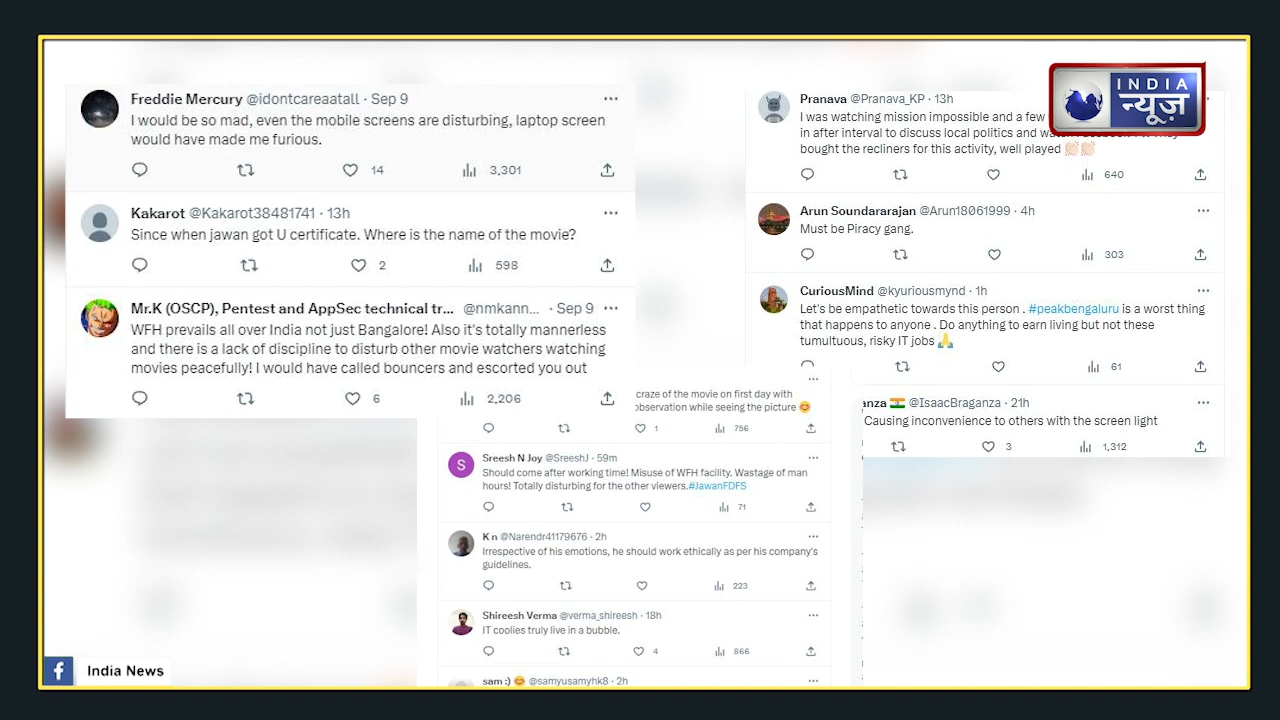 Freddie Mercury @idontcareaatall · Sep 9
I would be so mad, even the mobile screens are disturbing, laptop screen
would have made me furious.
14 3,301
Kakarot @Kakarot38481741 · 13h
Since when jawan got U certificate. Where is the name of the movie?
2 598
Mr.K (OSCP), Pentest and AppSec technical tr... @nmkann... · Sep 9
WFH prevails all over India not just Bangalore! Also it's totally mannerless
and there is a lack of discipline to disturb other movie watchers watching
movies peacefully! I would have called bouncers and escorted you out
6 2,206
craze of the movie on first day with
observation while seeing the picture 😊
1 756
S
Sreesh N Joy @SreeshJ · 59m
Should come after working time! Misuse of WFH facility. Wastage of man
hours! Totally disturbing for the other viewers.#JawanFDFS
71
K n @Narendr41179676 · 2h
Irrespective of his emotions, he should work ethically as per his company's
guidelines.
223
Shireesh Verma @verma_shireesh · 18h
IT coolies truly live in a bubble.
4 866
sam :) 😊 @samyusamyhk8 · 2h
INDIA
न्यूज़
Pranava @Pranava_KP · 13h
I was watching mission impossible and a few
in after interval to discuss local politics and
bought the recliners for this activity, well played 👏🏻👏🏻
640
Arun Soundararajan @Arun18061999 · 4h
Must be Piracy gang.
303
CuriousMind @kyuriousmynd · 1h
Let's be empathetic towards this person . #peakbengaluru is a worst thing
that happens to anyone . Do anything to earn living but not these
tumultuous, risky IT jobs 🙏
61
anza 🇮🇳 @IsaacBraganza · 21h
Causing inconvenience to others with the screen light
3 1,312
f India News